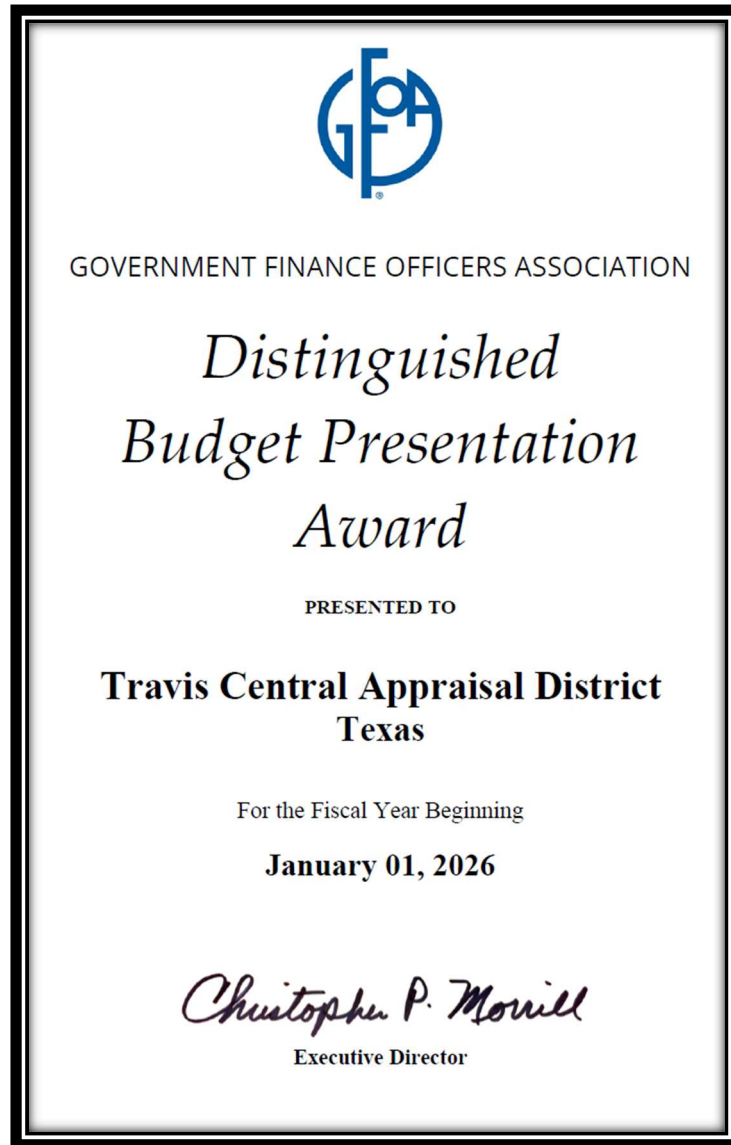 GFOA
®
GOVERNMENT FINANCE OFFICERS ASSOCIATION
Distinguished
Budget Presentation
Award
PRESENTED TO
Travis Central Appraisal District
Texas
For the Fiscal Year Beginning
January 01, 2026
Christopher P. Morrill
Executive Director